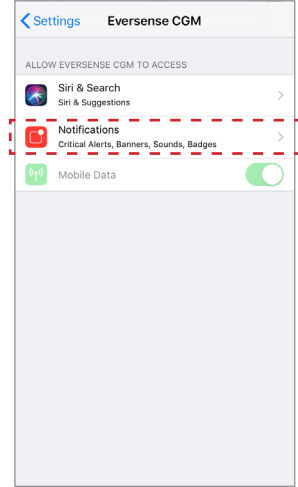 Settings Eversense CGM
ALLOW EVERSENSE CGM TO ACCESS
Siri & Search
Siri & Suggestions
Notifications
Critical Alerts, Banners, Sounds, Badges
Mobile Data